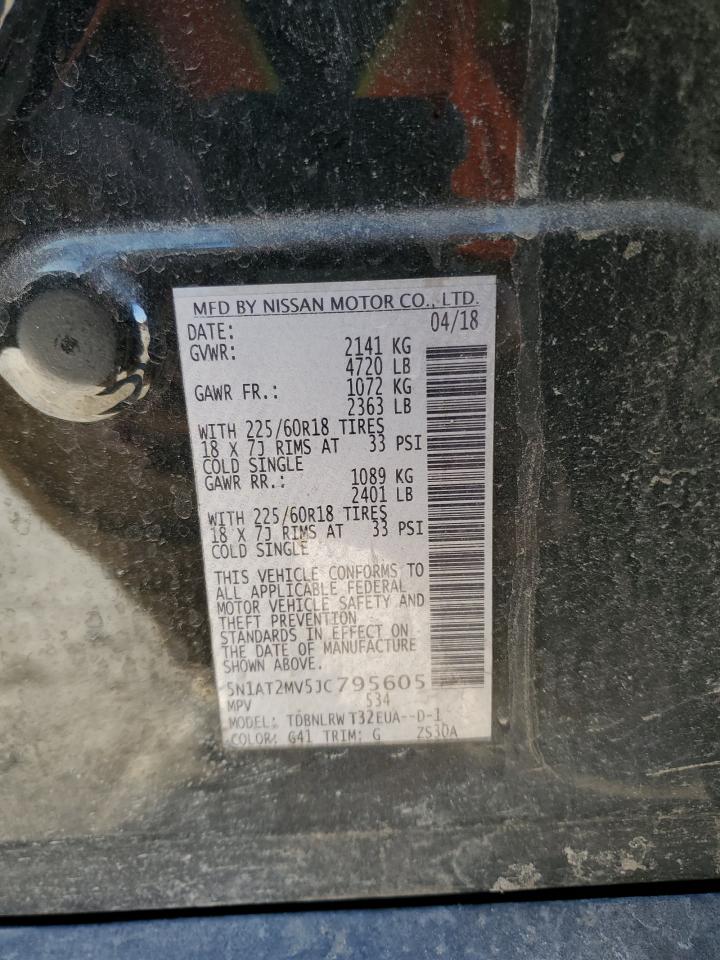 MFD BY NISSAN MOTOR CO., LTD.
DATE: 04/18
GVWR: 2141 KG
4720 LB
GAWR FR.: 1072 KG
2363 LB
WITH 225/60R18 TIRES
18 X 7J RIMS AT 33 PSI
COLD SINGLE
GAWR RR.: 1089 KG
2401 LB
WITH 225/60R18 TIRES
18 X 7J RIMS AT 33 PSI
COLD SINGLE
THIS VEHICLE CONFORMS TO
ALL APPLICABLE FEDERAL
MOTOR VEHICLE SAFETY AND
THEFT PREVENTION
STANDARDS IN EFFECT ON
THE DATE OF MANUFACTURE
SHOWN ABOVE.
5N1AT2MV5JC795605
MPV 534
MODEL: TDBNLRW T32EUA--D-1
COLOR: G41 TRIM: G ZS30A